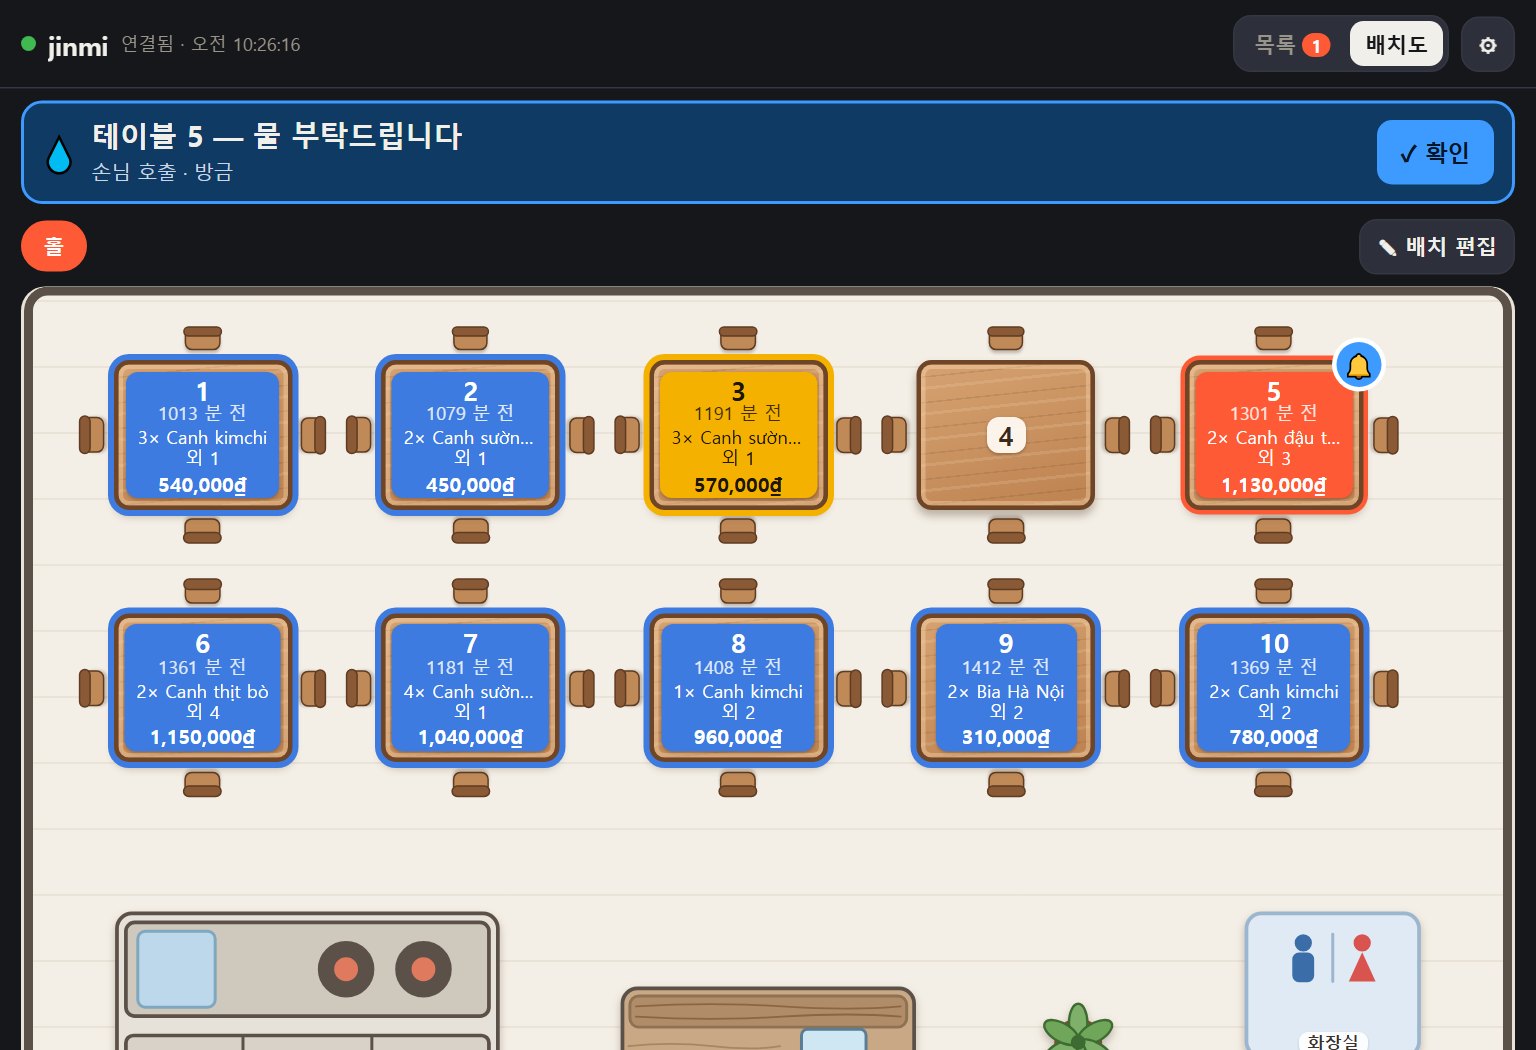 jinmi 연결됨 · 오전 10:26:16
목록 1 배치도
테이블 5 — 물 부탁드립니다
손님 호출 · 방금
✓ 확인
홀
배치 편집
1
1013 분 전
3× Canh kimchi
외 1
540,000₫
2
1079 분 전
2× Canh sườn...
외 1
450,000₫
3
1191 분 전
3× Canh sườn...
외 1
570,000₫
4
5
1301 분 전
2× Canh đậu t...
외 3
1,130,000₫
6
1361 분 전
2× Canh thịt bò
외 4
1,150,000₫
7
1181 분 전
4× Canh sườn...
외 1
1,040,000₫
8
1408 분 전
1× Canh kimchi
외 2
960,000₫
9
1412 분 전
2× Bia Hà Nội
외 2
310,000₫
10
1369 분 전
2× Canh kimchi
외 2
780,000₫
화장실